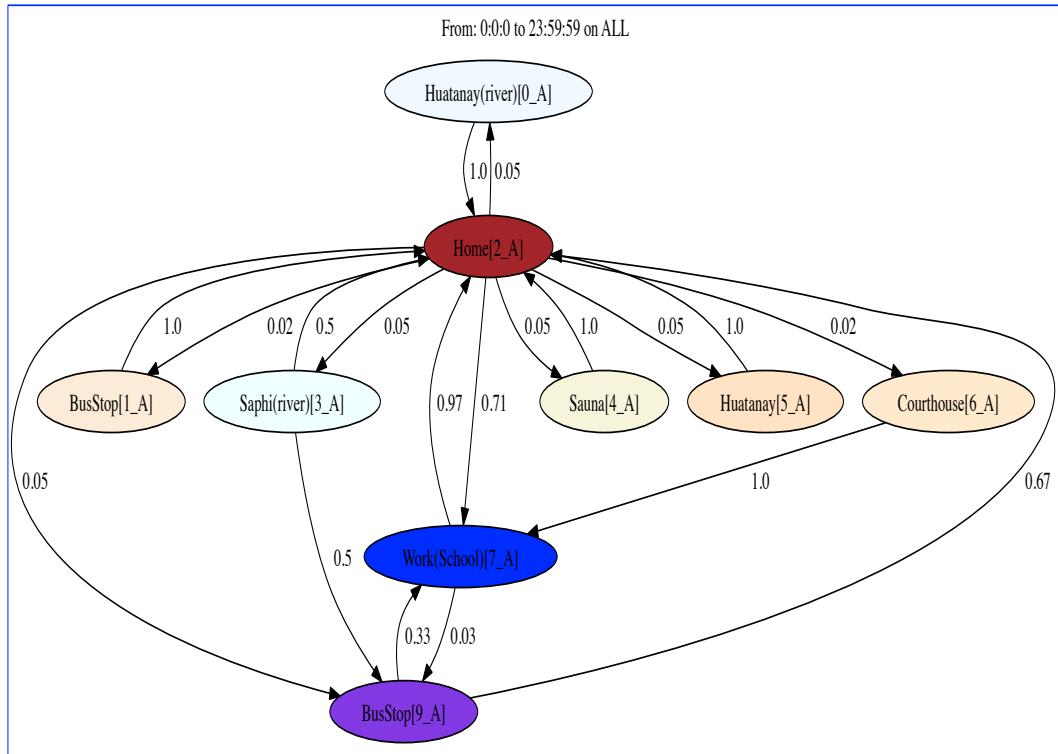 From: 0:0:0 to 23:59:59 on ALL
Huatanay(river)[0_A]
1.0
0.05
Home[2_A]
1.0
0.02
0.5
0.05
0.05
1.0
0.05
1.0
0.02
BusStop[1_A]
Saphi(river)[3_A]
Sauna[4_A]
Huatanay[5_A]
Courthouse[6_A]
0.97
0.71
0.05
1.0
0.67
Work(School)[7_A]
0.5
0.33
0.03
BusStop[9_A]